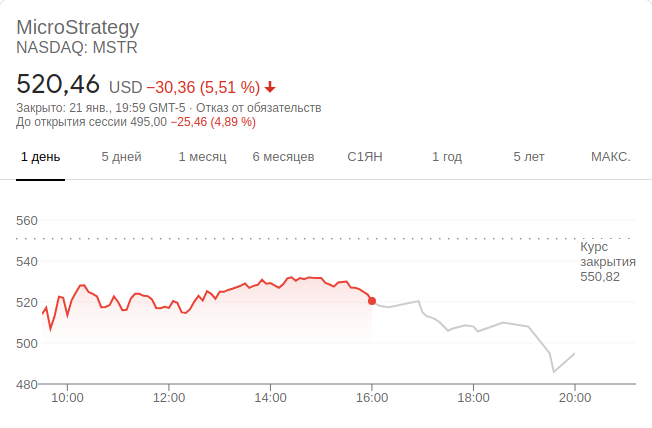 MicroStrategy
NASDAQ: MSTR
520,46 USD −30,36 (5,51 %)
Закрыто: 21 янв., 19:59 GMT-5 · Отказ от обязательств
До открытия сессии 495,00 −25,46 (4,89 %)
1 день 5 дней 1 месяц 6 месяцев С1ЯН 1 год 5 лет МАКС.
560
Курс
закрытия
550,82
540
520
500
480
10:00 12:00 14:00 16:00 18:00 20:00